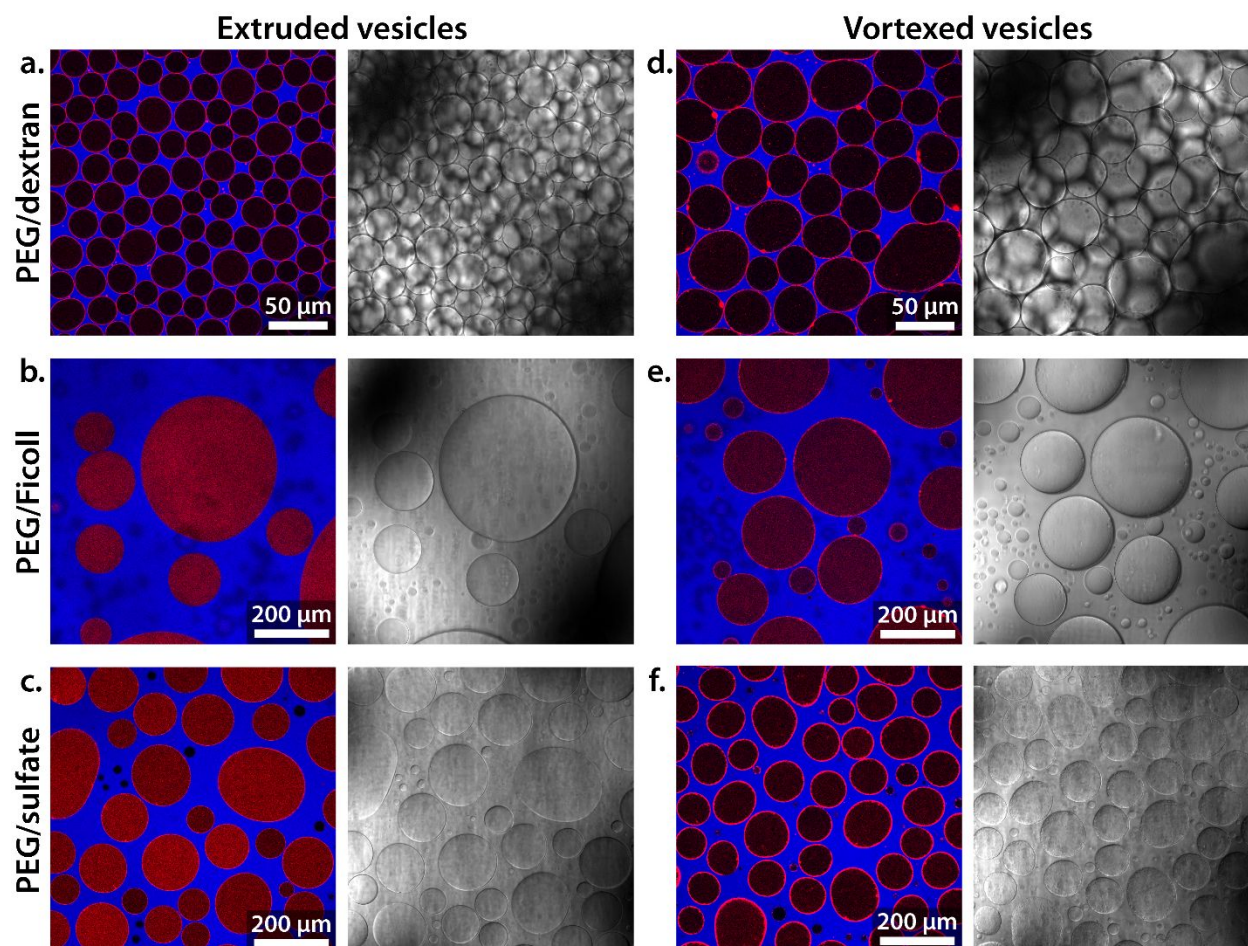 Extruded vesicles
Vortexed vesicles
PEG/dextran
a.
50 µm
d.
50 µm
PEG/Ficoll
b.
200 µm
e.
200 µm
PEG/sulfate
c.
200 µm
f.
200 µm